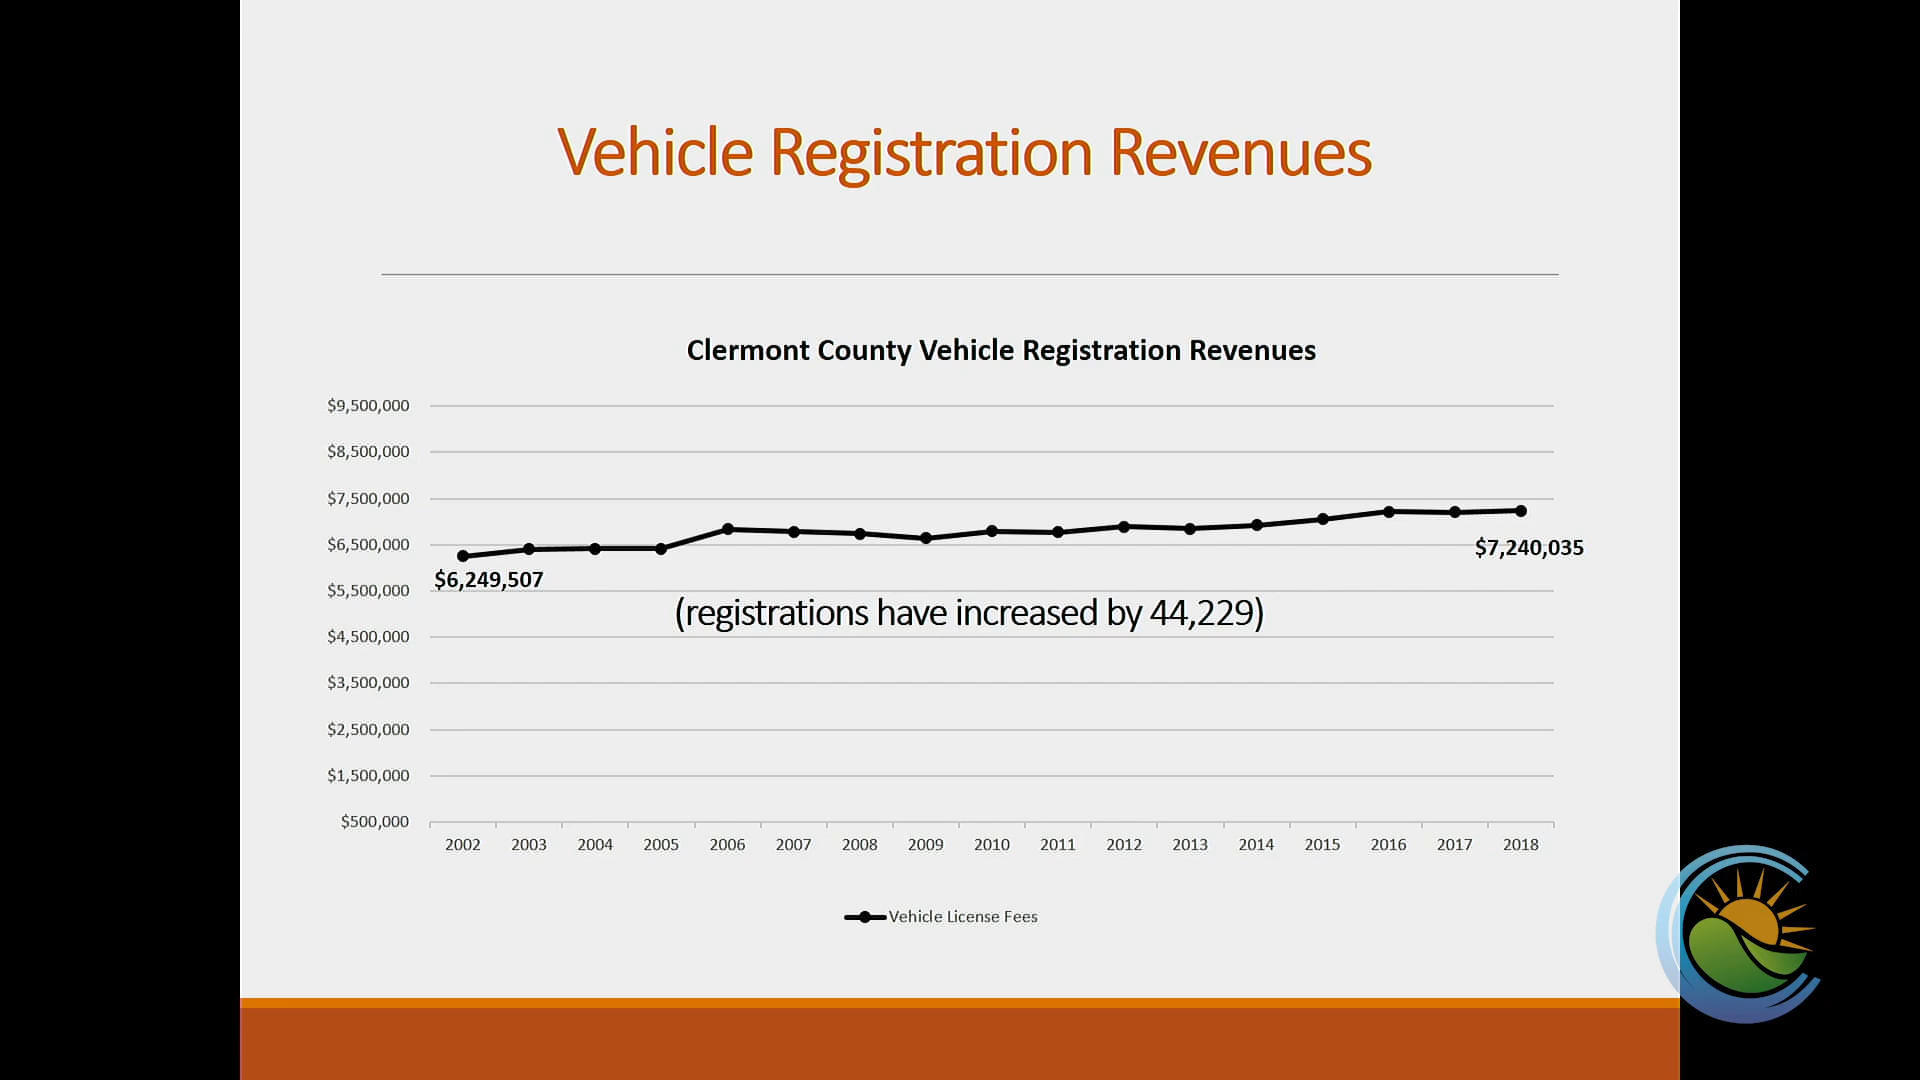 Vehicle Registration Revenues
Clermont County Vehicle Registration Revenues
$9,500,000
$8,500,000
$7,500,000
$6,500,000
$7,240,035
$6,249,507
$5,500,000
(registrations have increased by 44,229)
$4,500,000
$3,500,000
$2,500,000
$1,500,000
$500,000
2002 2003 2004 2005 2006 2007 2008 2009 2010 2011 2012 2013 2014 2015 2016 2017 2018
Vehicle License Fees